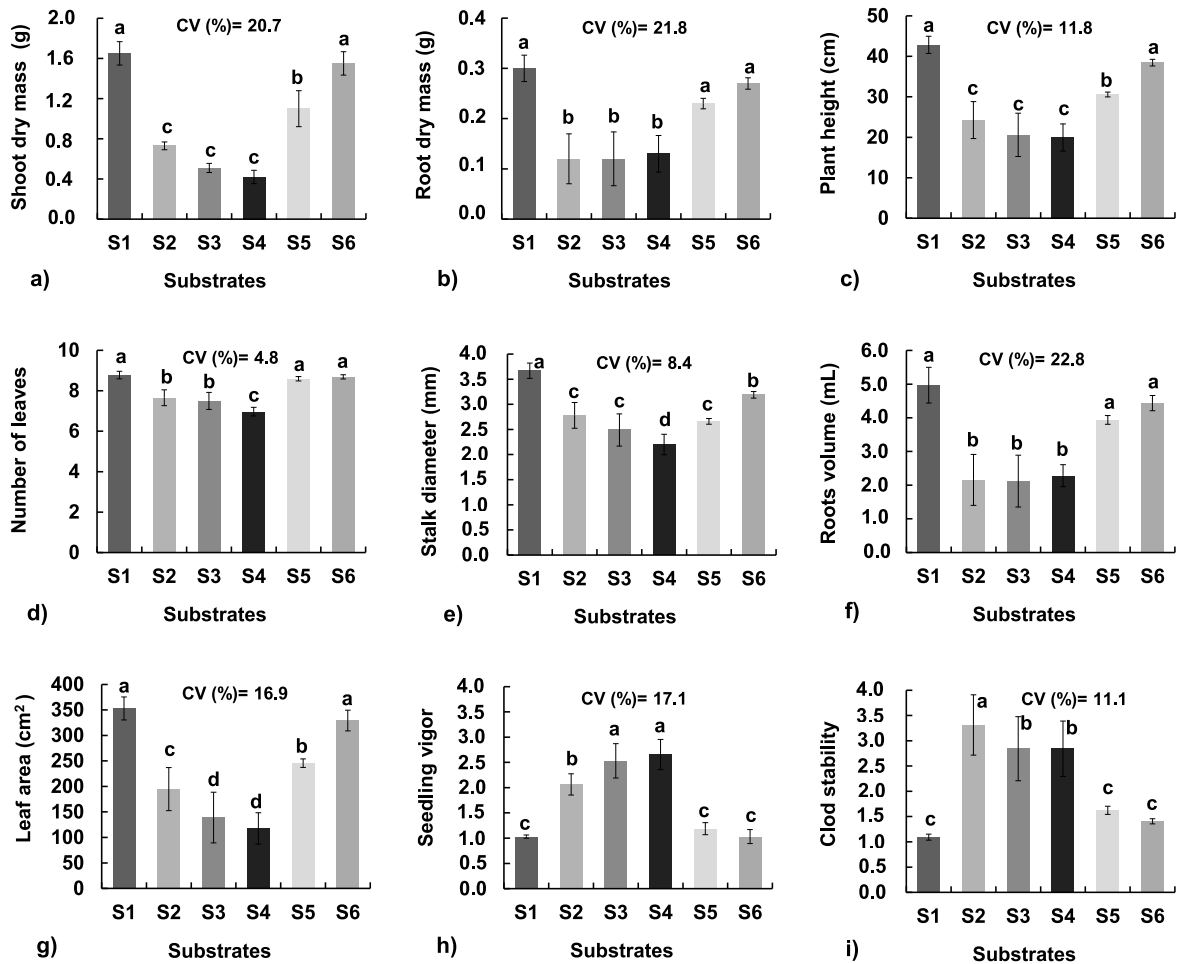 Shoot dry mass (g)
2.0
1.6
1.2
0.8
0.4
0.0
CV (%)= 20.7
a
c
c
c
b
a
S1 S2 S3 S4 S5 S6
a)
Substrates
Root dry mass (g)
0.4
0.3
0.2
0.1
0.0
CV (%)= 21.8
a
b
b
b
a
a
S1 S2 S3 S4 S5 S6
b)
Substrates
Plant height (cm)
50
40
30
20
10
0
CV (%)= 11.8
a
c
c
c
b
a
S1 S2 S3 S4 S5 S6
c)
Substrates
Number of leaves
10
8
6
4
2
0
CV (%)= 4.8
a
b
b
c
a
a
S1 S2 S3 S4 S5 S6
d)
Substrates
Stalk diameter (mm)
4.0
3.5
3.0
2.5
2.0
1.5
1.0
0.5
0.0
CV (%)= 8.4
a
c
c
d
c
b
S1 S2 S3 S4 S5 S6
e)
Substrates
Roots volume (mL)
6.0
5.0
4.0
3.0
2.0
1.0
0.0
CV (%)= 22.8
a
b
b
b
a
a
S1 S2 S3 S4 S5 S6
f)
Substrates
Leaf area (cm²)
400
350
300
250
200
150
100
50
0
CV (%)= 16.9
a
c
d
d
b
a
S1 S2 S3 S4 S5 S6
g)
Substrates
Seedling vigor
4.0
3.5
3.0
2.5
2.0
1.5
1.0
0.5
0.0
CV (%)= 17.1
c
b
a
a
c
c
S1 S2 S3 S4 S5 S6
h)
Substrates
Clod stability
4.0
3.5
3.0
2.5
2.0
1.5
1.0
0.5
0.0
CV (%)= 11.1
c
a
b
b
c
c
S1 S2 S3 S4 S5 S6
i)
Substrates